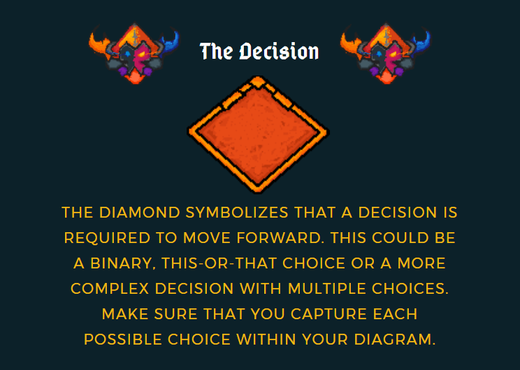 The Decision
THE DIAMOND SYMBOLIZES THAT A DECISION IS
REQUIRED TO MOVE FORWARD. THIS COULD BE
A BINARY, THIS-OR-THAT CHOICE OR A MORE
COMPLEX DECISION WITH MULTIPLE CHOICES.
MAKE SURE THAT YOU CAPTURE EACH
POSSIBLE CHOICE WITHIN YOUR DIAGRAM.